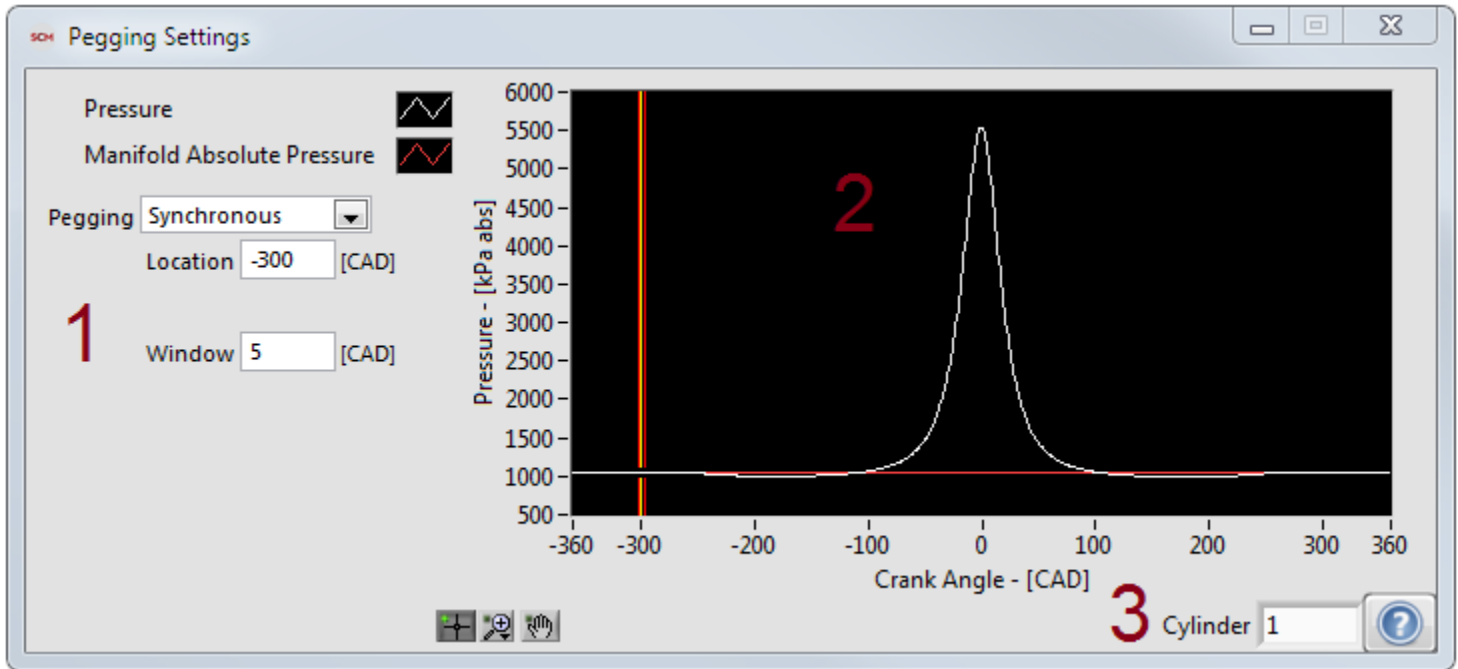 SCM Pegging Settings
Pressure
Manifold Absolute Pressure
Pegging Synchronous
Location -300 [CAD]
1
Window 5 [CAD]
Pressure - [kPa abs]
6000
5500
5000
4500
4000
3500
3000
2500
2000
1500
1000
500
2
-360 -300 -200 -100 0 100 200 300 360
Crank Angle - [CAD]
3
Cylinder 1
?